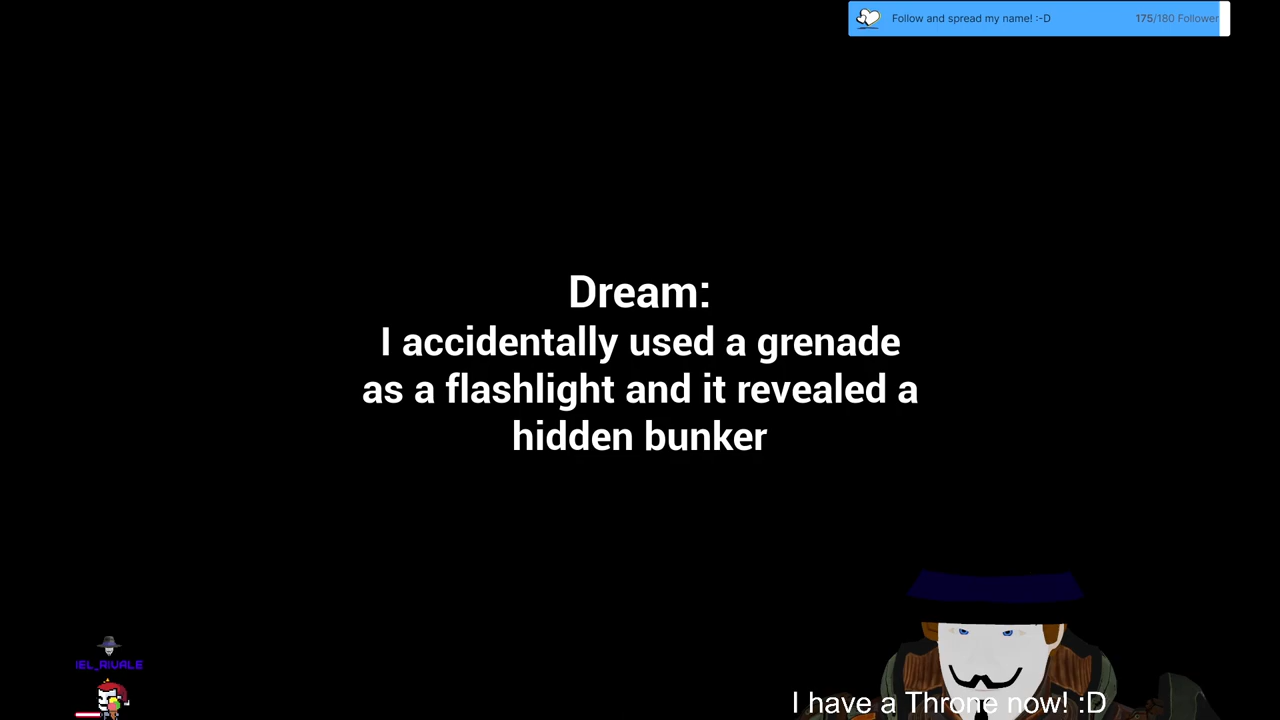 Follow and spread my name! :-D
175/180 Follower
Dream:
I accidentally used a grenade
as a flashlight and it revealed a
hidden bunker
IEL_RIVALE
I have a Throne now! :D